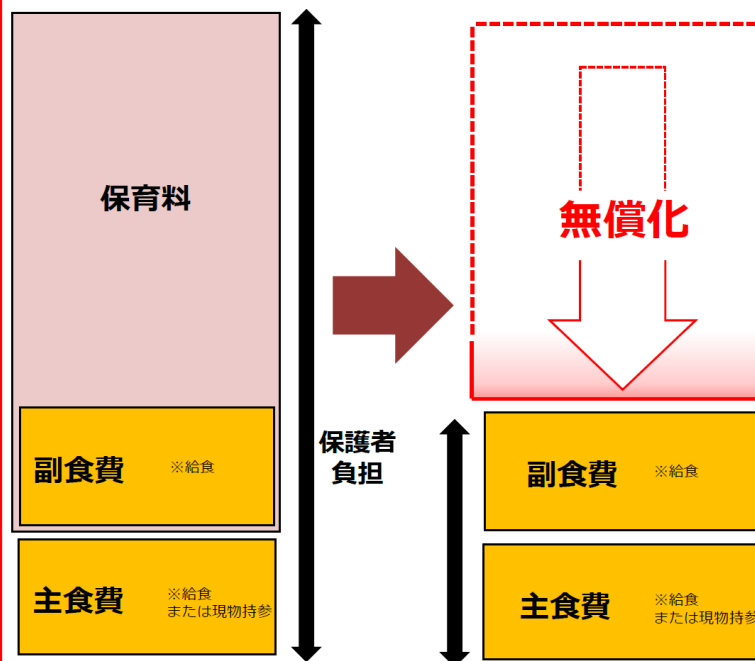 保育料
副食費 ※給食
主食費 ※給食
または現物持参
保護者
負担
無償化
副食費 ※給食
主食費 ※給食
または現物持参